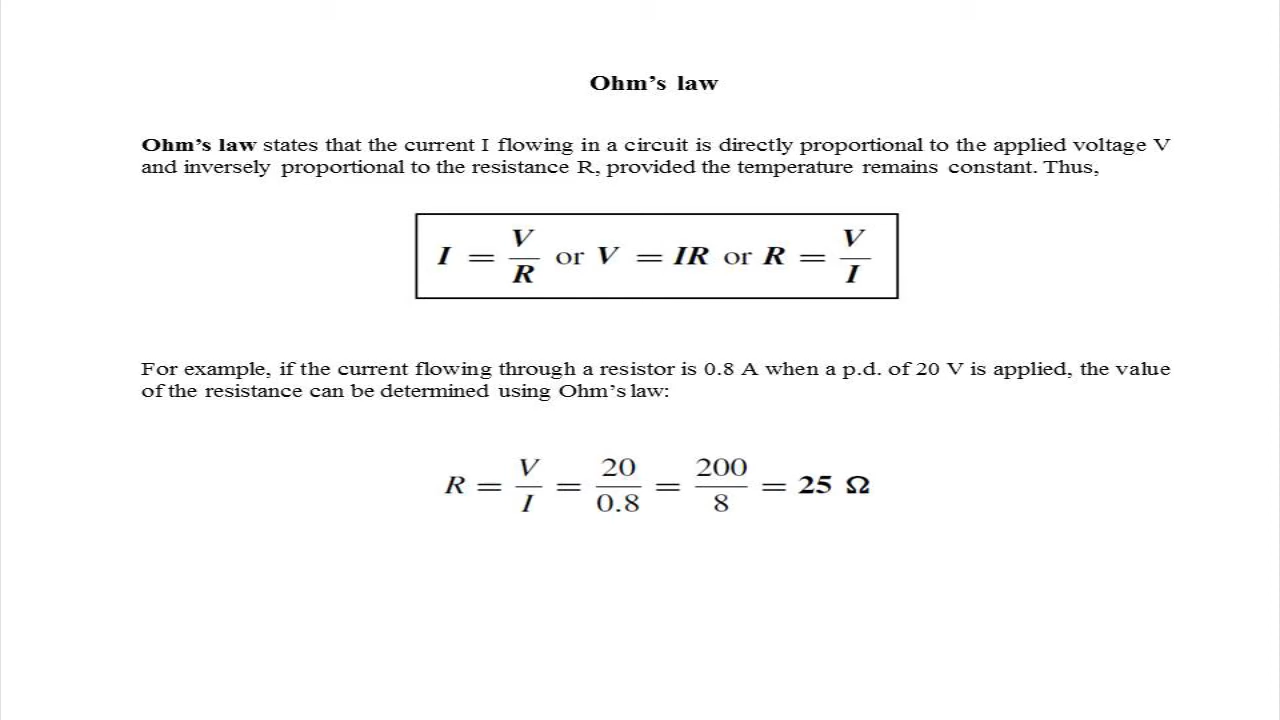 Ohm's law
Ohm's law states that the current I flowing in a circuit is directly proportional to the applied voltage V
and inversely proportional to the resistance R, provided the temperature remains constant. Thus,
I = V/R or V = IR or R = V/I
For example, if the current flowing through a resistor is 0.8 A when a p.d. of 20 V is applied, the value
of the resistance can be determined using Ohm's law:
R = V/I = 20/0.8 = 200/8 = 25 Ω